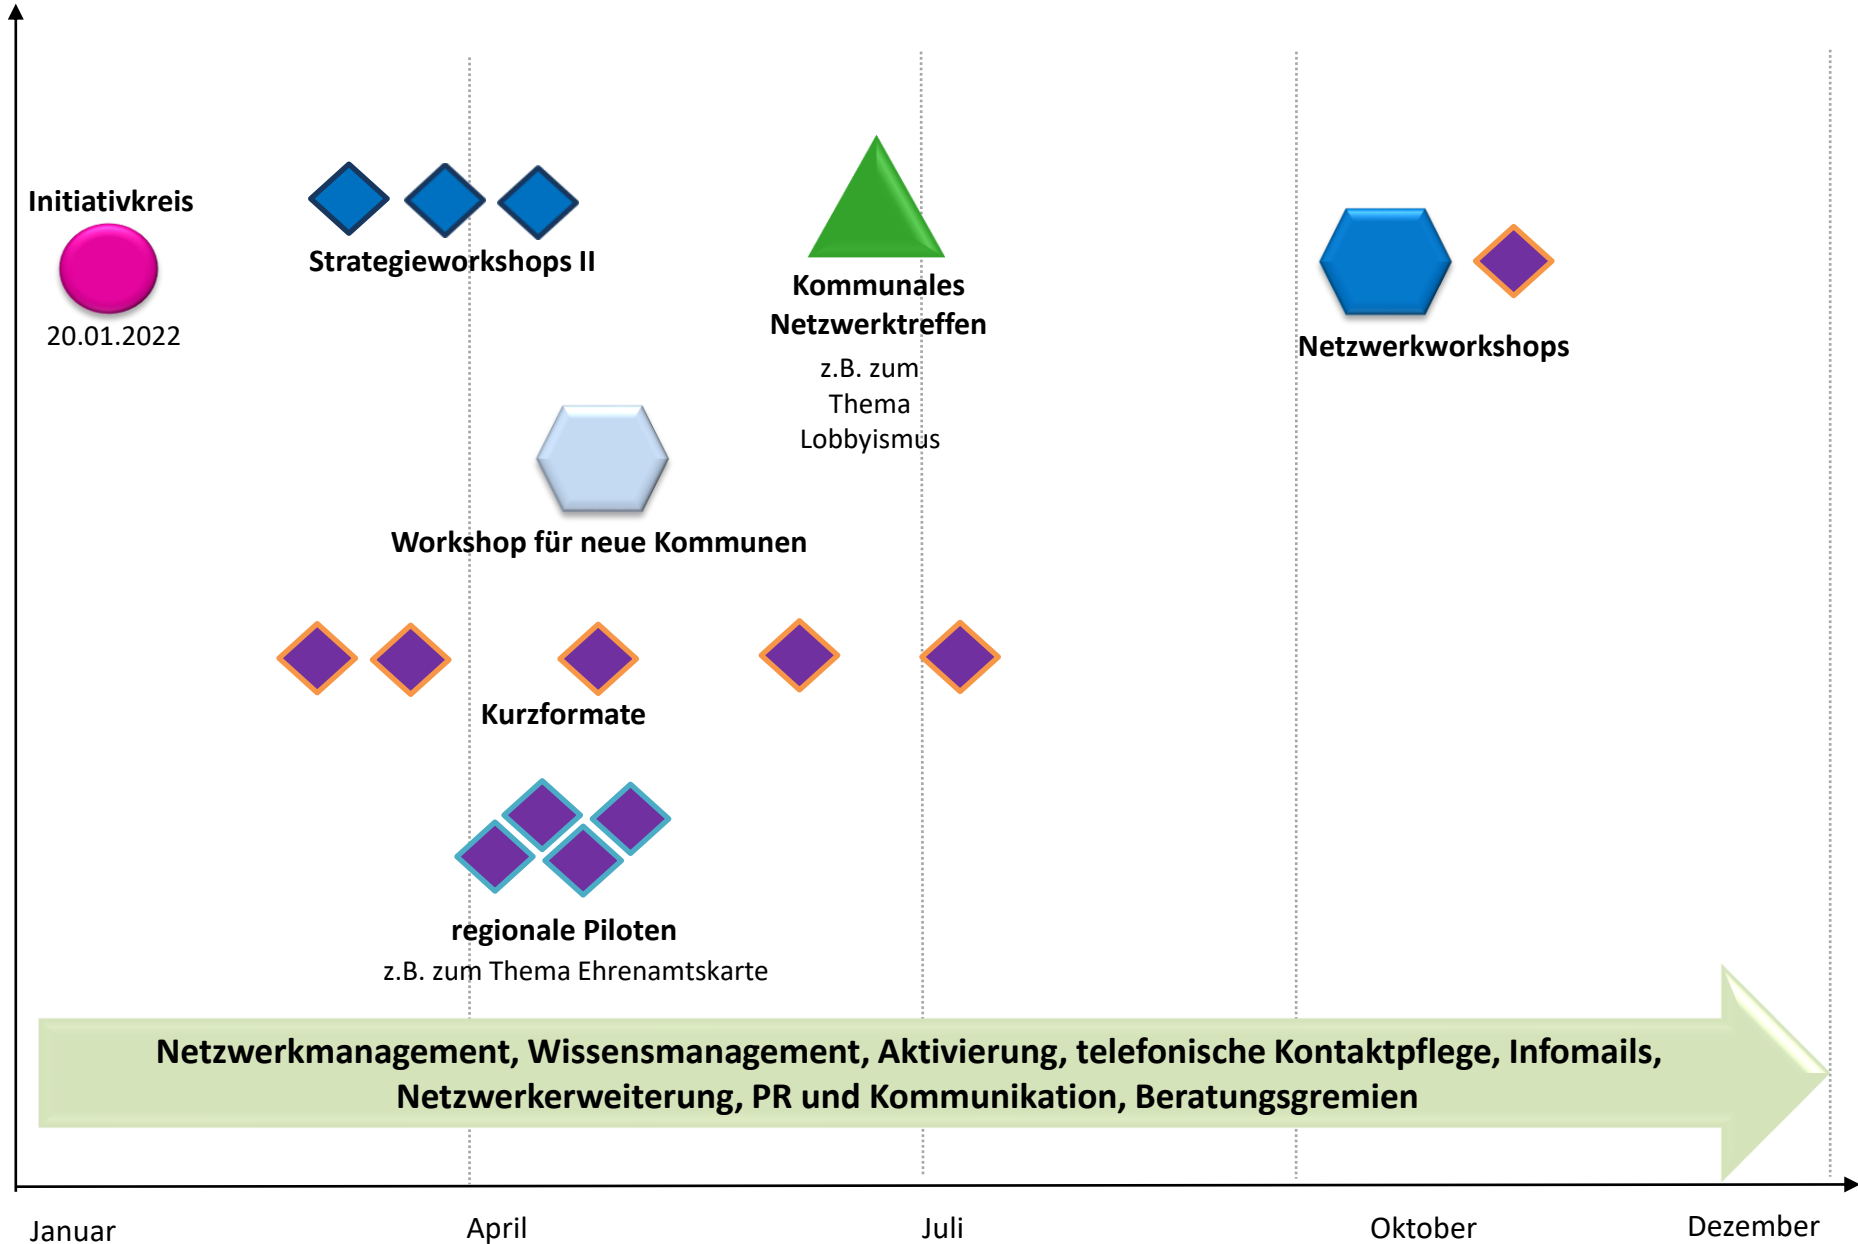 Initiativkreis
20.01.2022
Strategieworkshops II
Kommunales
Netzwerktreffen
z.B. zum
Thema
Lobbyismus
Netzwerkworkshops
Workshop für neue Kommunen
Kurzformate
regionale Piloten
z.B. zum Thema Ehrenamtskarte
Netzwerkmanagement, Wissensmanagement, Aktivierung, telefonische Kontaktpflege, Infomails,
Netzwerkerweiterung, PR und Kommunikation, Beratungsgremien
Januar
April
Juli
Oktober
Dezember